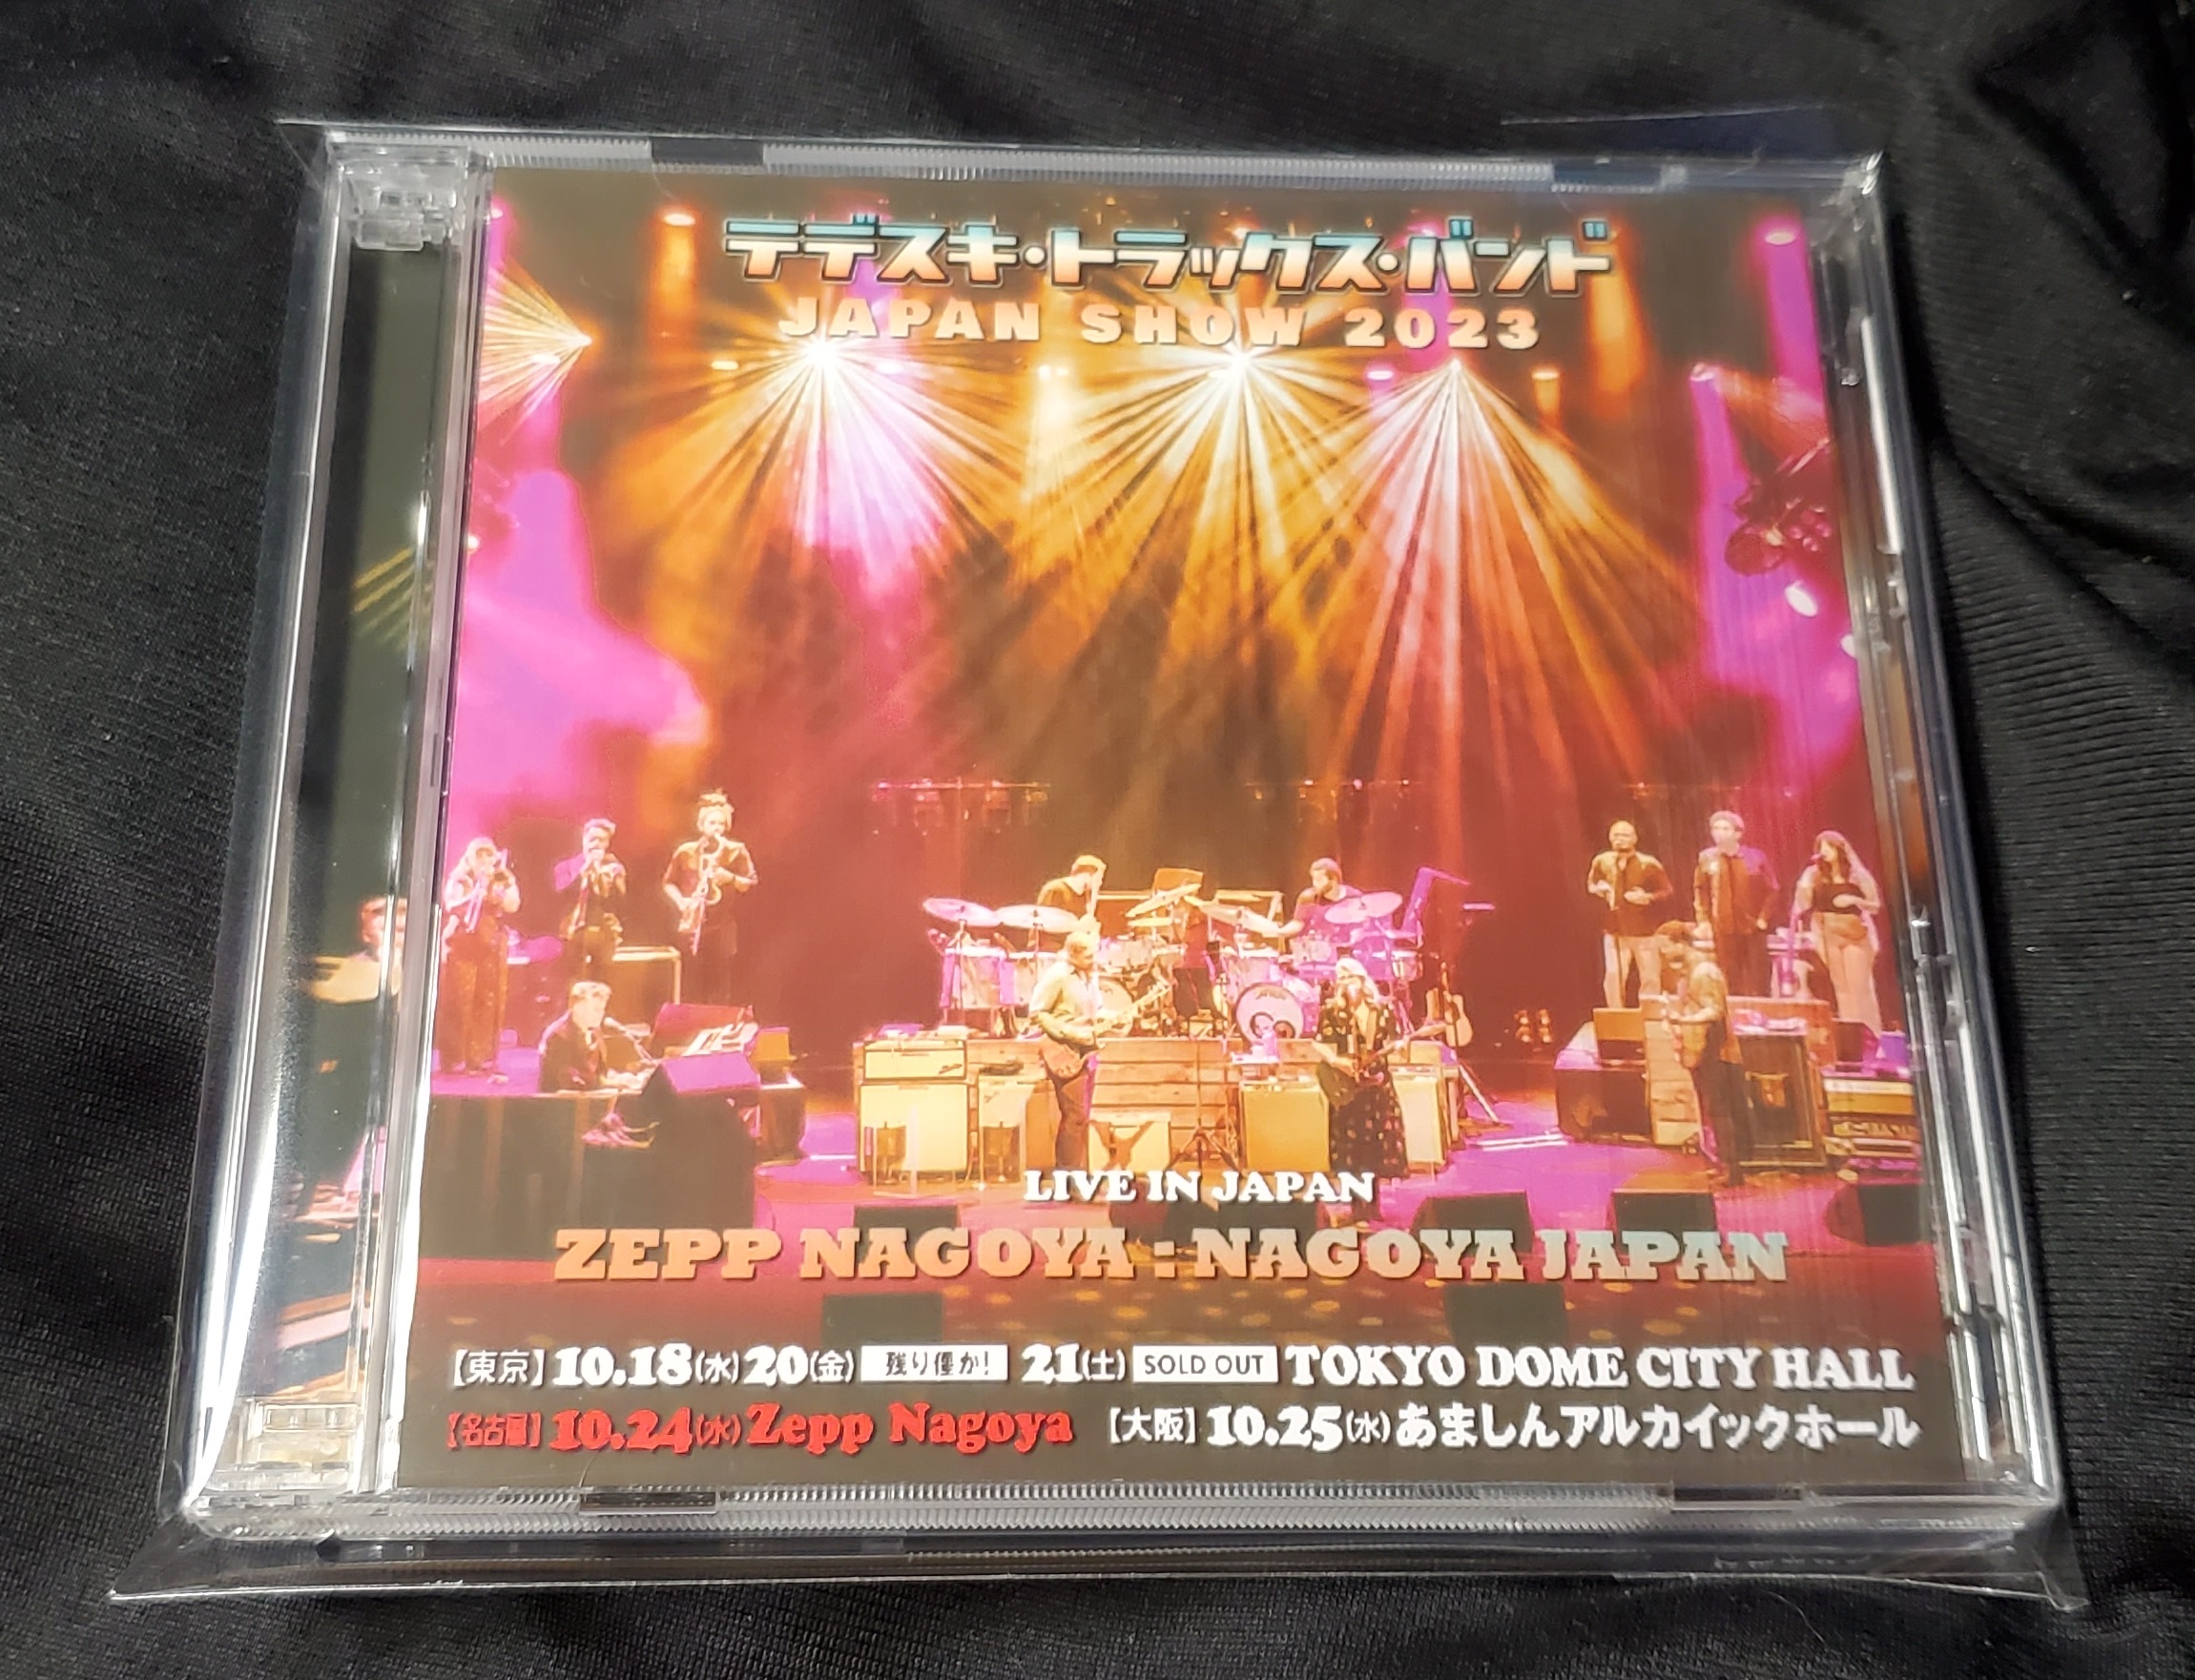 テデスキ・トラックス・バンド
JAPAN SHOW 2023
LIVE IN JAPAN
ZEPP NAGOYA : NAGOYA JAPAN
【東京】10.18(水)20(金) 残り僅か! 21(土) SOLD OUT TOKYO DOME CITY HALL
【名古屋】10.24(水)Zepp Nagoya 【大阪】10.25(水)あましんアルカイックホール